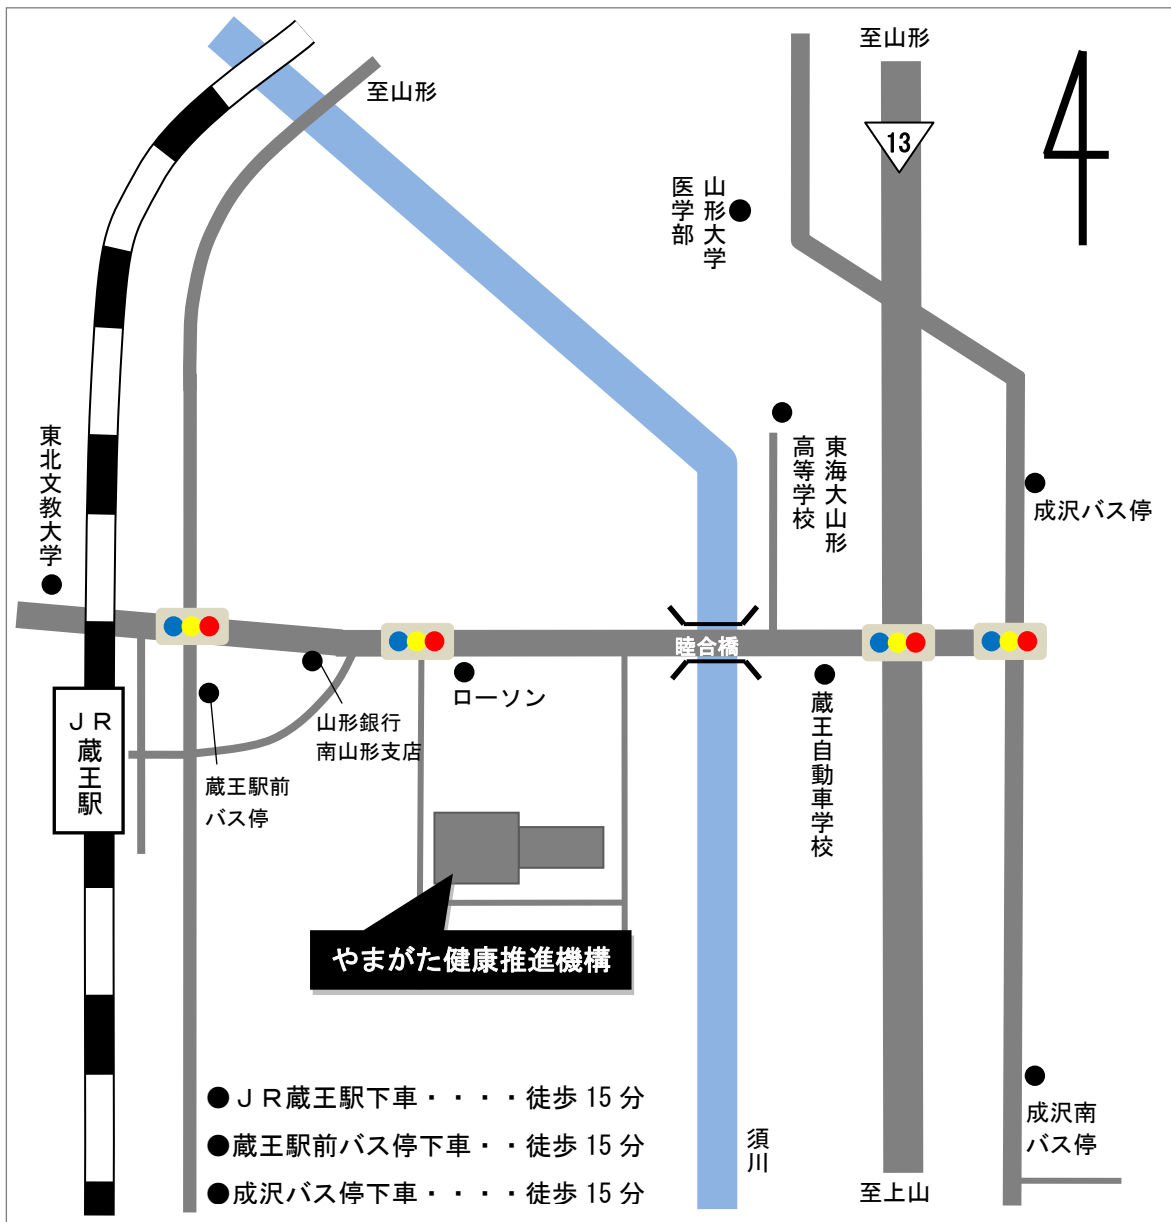 至山形
至山形
13
山形大学
医学部
東北文教大学
東海大山形
高等学校
成沢バス停
睦合橋
ローソン
山形銀行
南山形支店
蔵王自動車学校
ＪＲ
蔵王駅
蔵王駅前
バス停
やまがた健康推進機構
●ＪＲ蔵王駅下車・・・・徒歩 15 分
●蔵王駅前バス停下車・・徒歩 15 分
●成沢バス停下車・・・・徒歩 15 分
須川
成沢南
バス停
至上山